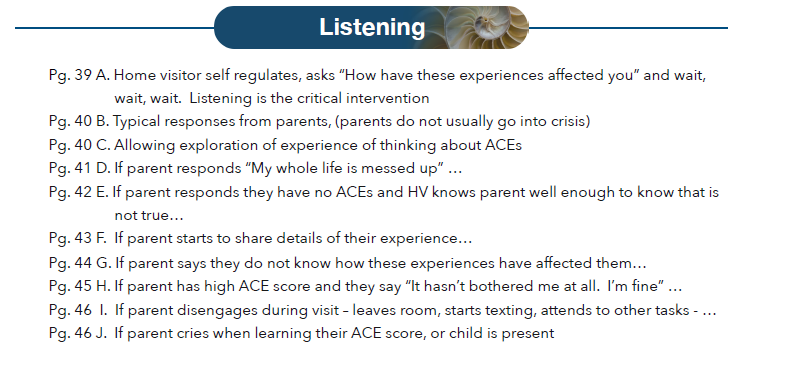 Listening
Pg. 39 A. Home visitor self regulates, asks “How have these experiences affected you” and wait,
wait, wait.  Listening is the critical intervention
Pg. 40 B. Typical responses from parents, (parents do not usually go into crisis)
Pg. 40 C. Allowing exploration of experience of thinking about ACEs
Pg. 41 D. If parent responds “My whole life is messed up” …
Pg. 42 E. If parent responds they have no ACEs and HV knows parent well enough to know that is
not true…
Pg. 43 F.  If parent starts to share details of their experience…
Pg. 44 G. If parent says they do not know how these experiences have affected them…
Pg. 45 H. If parent has high ACE score and they say “It hasn’t bothered me at all.  I’m fine” …
Pg. 46  I.  If parent disengages during visit – leaves room, starts texting, attends to other tasks - …
Pg. 46 J.  If parent cries when learning their ACE score, or child is present